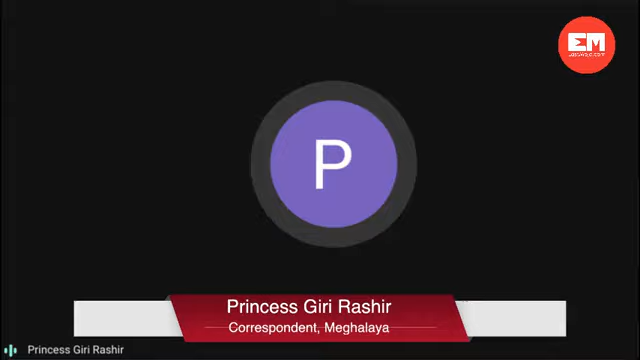 EM
P
Princess Giri Rashir
Correspondent, Meghalaya
Princess Giri Rashir